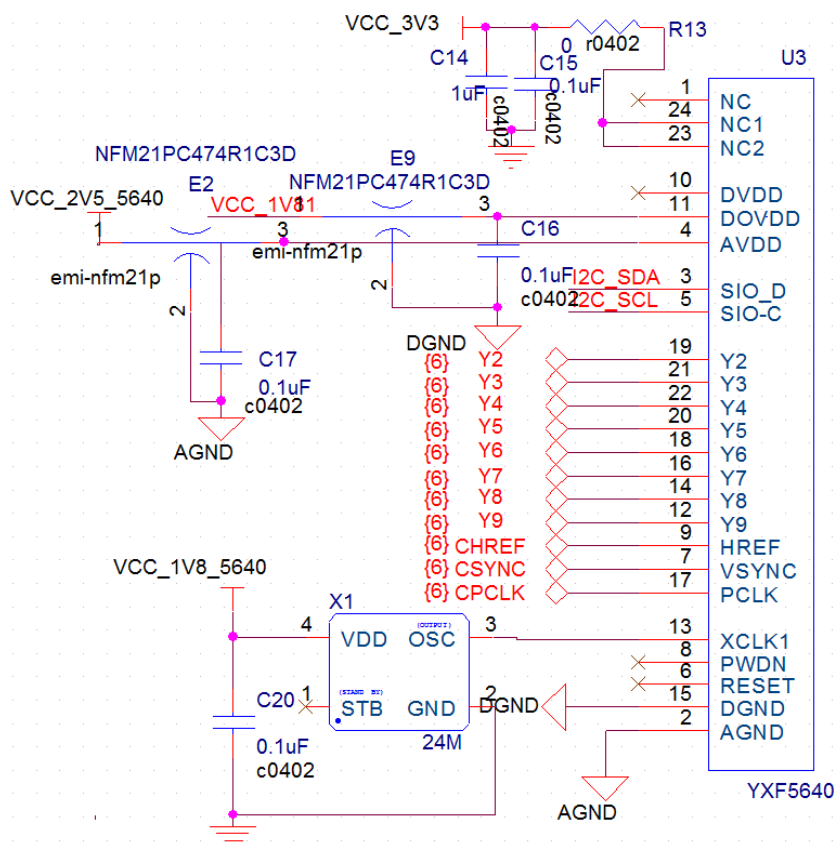 VCC_3V3
R13
0
r0402
C14
C15
U3
1uF
0.1uF
c0402
c0402
1
NC
24
NC1
23
NC2
NFM21PC474R1C3D
E9
E2
NFM21PC474R1C3D
VCC_2V5_5640
VCC_1V81
1
3
10
DVDD
11
DOVDD
1
3
4
AVDD
emi-nfm21p
emi-nfm21p
C16
0.1uF
c0402
2
2
I2C_SDA
3
SIO_D
I2C_SCL
5
SIO-C
DGND
C17
0.1uF
c0402
AGND
{6} Y2 19 Y2
{6} Y3 21 Y3
{6} Y4 22 Y4
{6} Y5 20 Y5
{6} Y6 18 Y6
{6} Y7 16 Y7
{6} Y8 14 Y8
{6} Y9 12 Y9
{6} CHREF 9 HREF
{6} CSYNC 7 VSYNC
{6} CPCLK 17 PCLK
VCC_1V8_5640
X1
4
VDD
(OUTPUT)
OSC
3
13
XCLK1
8
PWDN
6
RESET
C20
1
(STAND BY)
STB
GND
2
DGND
15
DGND
2
AGND
24M
0.1uF
c0402
AGND
YXF5640